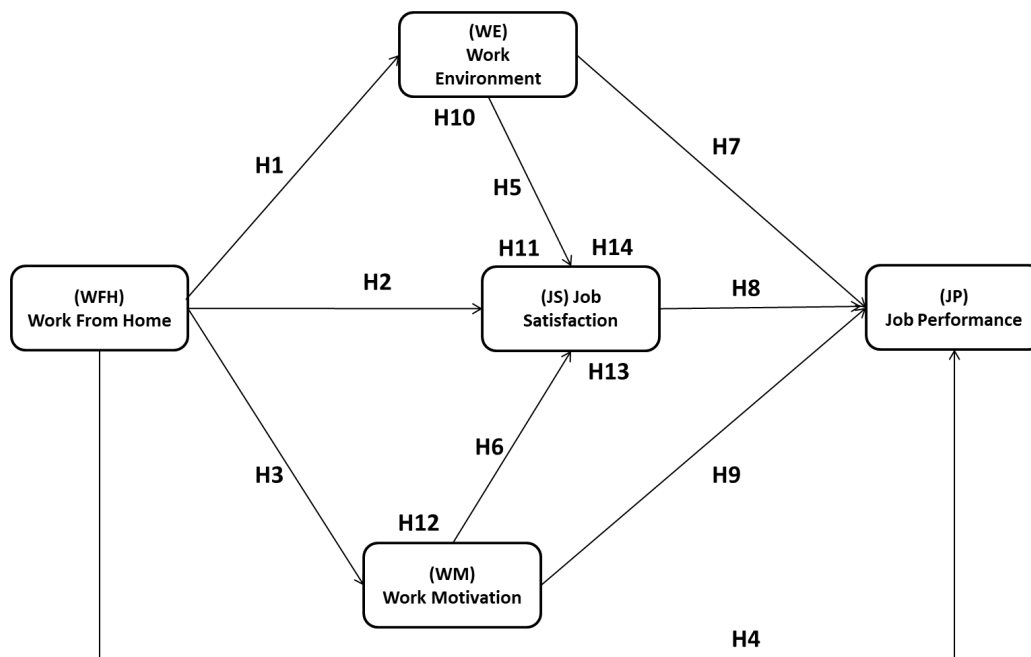 (WE)
Work
Environment
H10
H7
H1
H5
H11
H14
(WFH)
Work From Home
H2
(JS) Job
Satisfaction
H8
(JP)
Job Performance
H13
H6
H3
H9
H12
(WM)
Work Motivation
H4